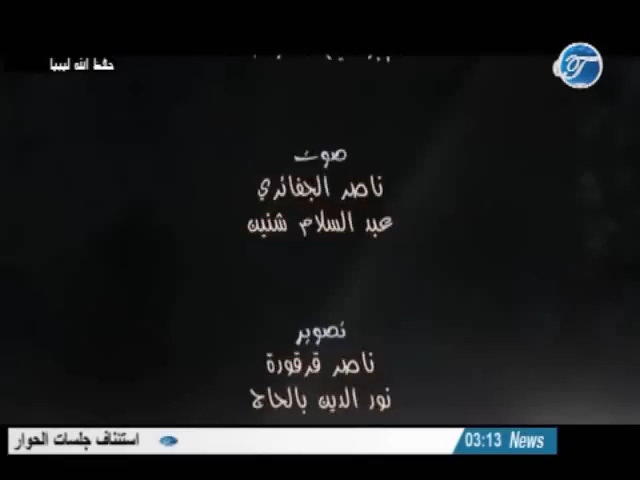 حفظ الله ليبيا
صوت
ناصر الجفائري
عبد السلام شنين
تصوير
ناصر قرقورة
نور الدين بالحاج
استئناف جلسات الحوار
03:13 News